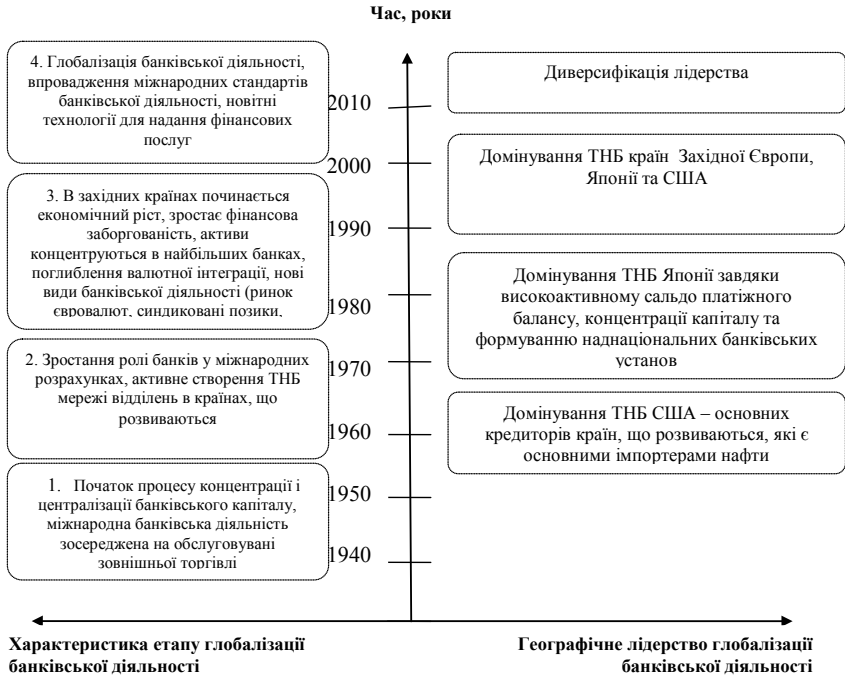 Час, роки
4. Глобалізація банківської діяльності,
впровадження міжнародних стандартів
банківської діяльності, новітні
технології для надання фінансових
послуг
3. В західних країнах починається
економічний ріст, зростає фінансова
заборгованість, активи
концентруються в найбільших банках,
поглиблення валютної інтеграції, нові
види банківської діяльності (ринок
євровалют, синдиковані позики,
2. Зростання ролі банків у міжнародних
розрахунках, активне створення ТНБ
мережі відділень в країнах, що
розвиваються
1. Початок процесу концентрації і
централізації банківського капіталу,
міжнародна банківська діяльність
зосереджена на обслуговувані
зовнішньої торгівлі
2010
2000
1990
1980
1970
1960
1950
1940
Диверсифікація лідерства
Домінування ТНБ країн Західної Європи,
Японії та США
Домінування ТНБ Японії завдяки
високоактивному сальдо платіжного
балансу, концентрації капіталу та
формуванню наднаціональних банківських
установ
Домінування ТНБ США – основних
кредиторів країн, що розвиваються, які є
основними імпортерами нафти
Характеристика етапу глобалізації
банківської діяльності
Географічне лідерство глобалізації
банківської діяльності